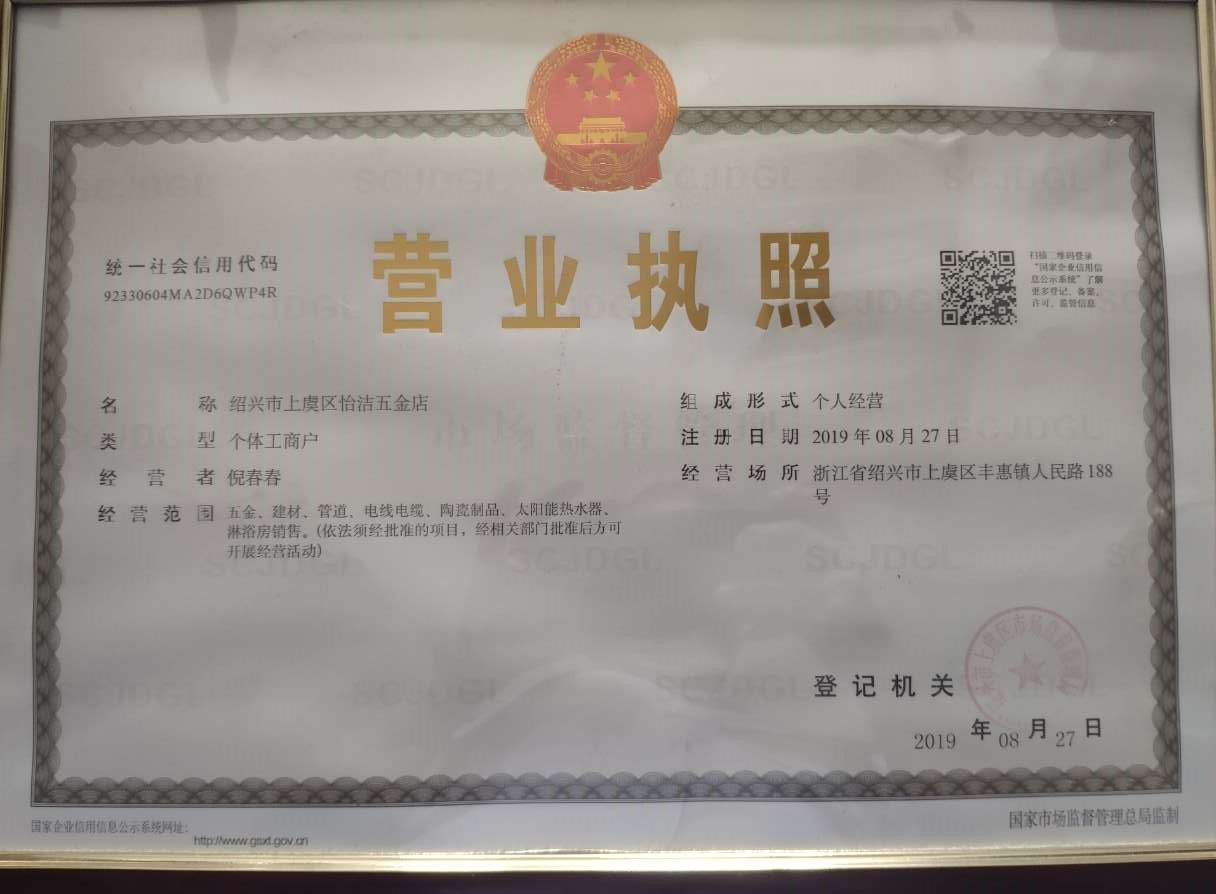 营业执照
统一社会信用代码
92330604MA2D6QWP4R
扫描二维码登录
“国家企业信用信
息公示系统”了解
更多登记、备案、
许可、监管信息
名称 绍兴市上虞区怡洁五金店
类型 个体工商户
经营者 倪春春
经营范围 五金、建材、管道、电线电缆、陶瓷制品、太阳能热水器、
淋浴房销售。(依法须经批准的项目，经相关部门批准后方可
开展经营活动)
组成形式 个人经营
注册日期 2019年08月27日
经营场所 浙江省绍兴市上虞区丰惠镇人民路188
号
SCJDGL
市场监督管理
登记机关
2019年08月27日
国家企业信用信息公示系统网址:
http://www.gsxt.gov.cn
国家市场监督管理总局监制